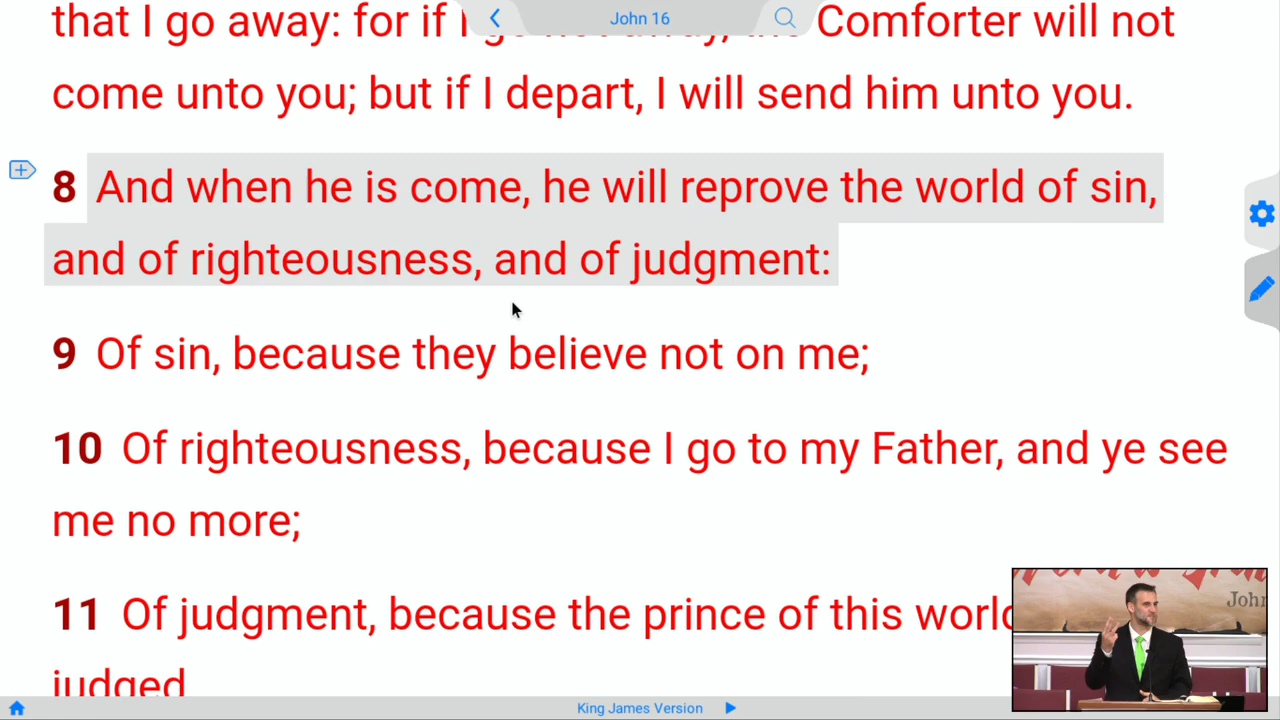 John 16
that I go away: for if I go not away, the Comforter will not
come unto you; but if I depart, I will send him unto you.
8 And when he is come, he will reprove the world of sin,
and of righteousness, and of judgment:
9 Of sin, because they believe not on me;
10 Of righteousness, because I go to my Father, and ye see
me no more;
11 Of judgment, because the prince of this world
judged
John
King James Version